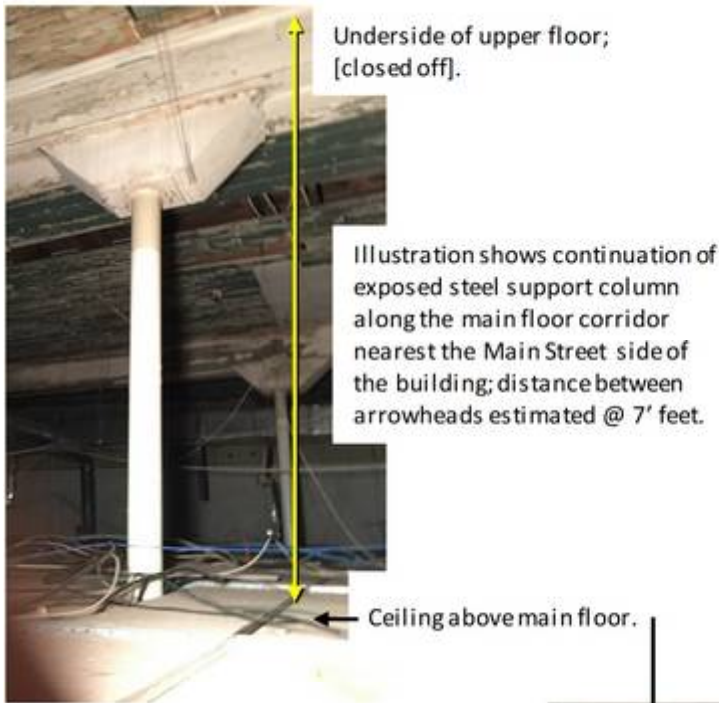 Underside of upper floor;
[closed off].
Illustration shows continuation of
exposed steel support column
along the main floor corridor
nearest the Main Street side of
the building; distance between
arrowheads estimated @ 7' feet.
Ceiling above main floor.